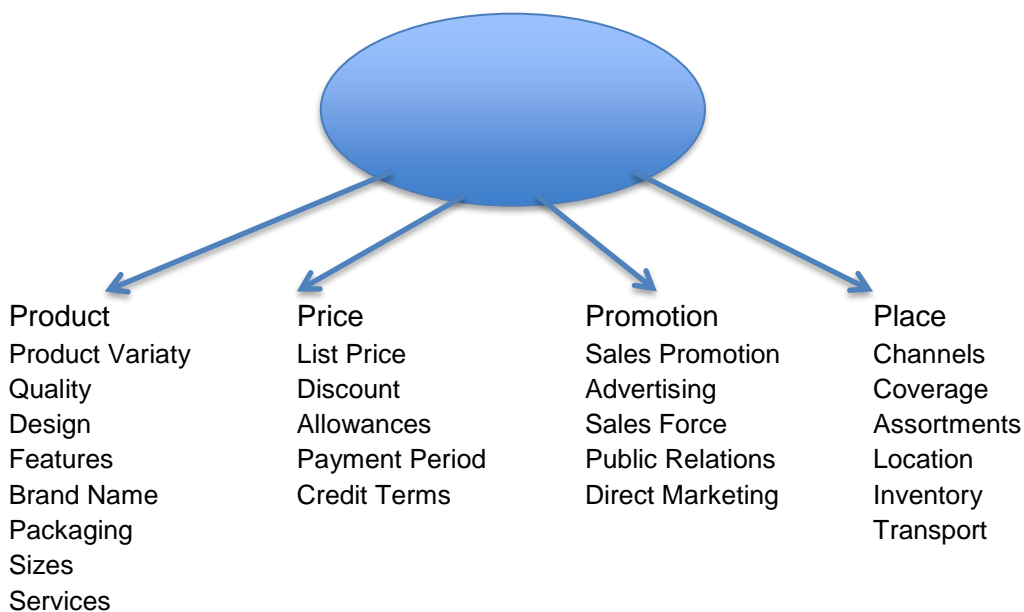 Product
Product Variaty
Quality
Design
Features
Brand Name
Packaging
Sizes
Services
Price
List Price
Discount
Allowances
Payment Period
Credit Terms
Promotion
Sales Promotion
Advertising
Sales Force
Public Relations
Direct Marketing
Place
Channels
Coverage
Assortments
Location
Inventory
Transport